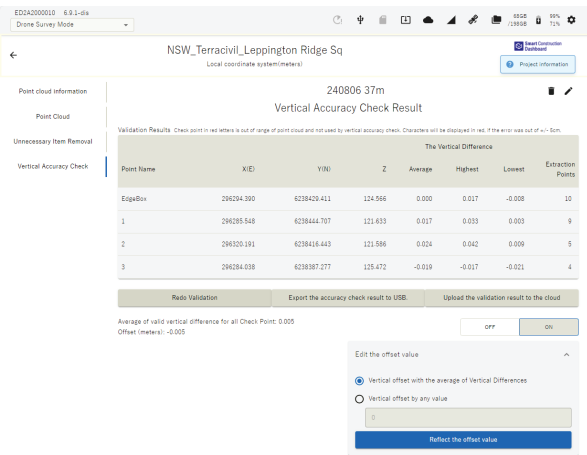 ED2A2000010 6.9.1-dis
Drone Survey Mode
68GB /198GB
99% 71%
NSW_Terracivil_Leppington Ridge Sq
Local coordinate system(meters)
Smart Construction Dashboard
Project information
Point cloud information
Point Cloud
Unnecessary Item Removal
Vertical Accuracy Check
240806 37m
Vertical Accuracy Check Result
Validation Results Check point in red letters is out of range of point cloud and not used by vertical accuracy check. Characters will be displayed in red, if the error was out of +/- 5cm.
The Vertical Difference
Point Name X(E) Y(N) Z Average Highest Lowest Extraction Points
EdgeBox 296294.390 6238429.411 124.566 0.000 0.017 -0.008 10
1 296285.548 6238444.707 121.633 0.017 0.033 0.003 9
2 296320.191 6238416.443 121.586 0.024 0.042 0.009 5
3 296284.038 6238387.277 125.472 -0.019 -0.017 -0.021 4
Redo Validation Export the accuracy check result to USB. Upload the validation result to the cloud
Average of valid vertical difference for all Check Point: 0.005
Offset (meters): -0.005
OFF ON
Edit the offset value
Vertical offset with the average of Vertical Differences
Vertical offset by any value
0
Reflect the offset value